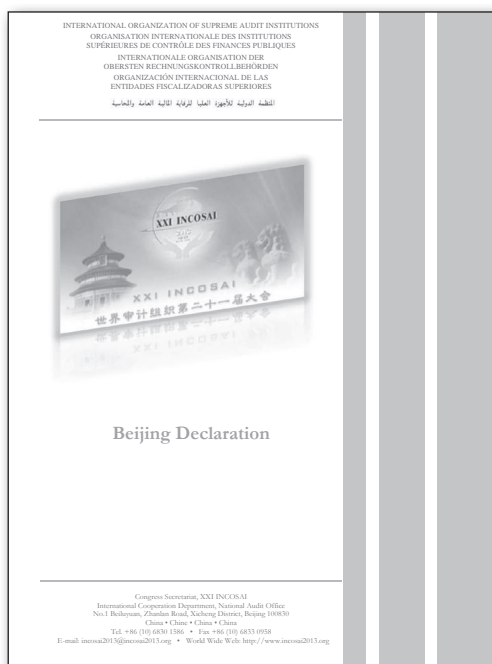 INTERNATIONAL ORGANIZATION OF SUPREME AUDIT INSTITUTIONS
ORGANISATION INTERNATIONALE DES INSTITUTIONS
SUPÉRIEURES DE CONTRÔLE DES FINANCES PUBLIQUES
INTERNATIONALE ORGANISATION DER
OBERSTEN RECHNUNGSKONTROLLBEHÖRDEN
ORGANIZACIÓN INTERNACIONAL DE LAS
ENTIDADES FISCALIZADORAS SUPERIORES
المنظمة الدولية للأجهزة العليا للرقابة المالية العامة والمحاسبة
XXI INCOSAI
XXI INCOSAI
世界审计组织第二十一届大会
Beijing Declaration
Congress Secretariat, XXI INCOSAI
International Cooperation Department, National Audit Office
No.1 Beiluyuan, Zhanlan Road, Xicheng District, Beijing 100830
China • Chine • China • China
Tel. +86 (10) 6830 1586 • Fax +86 (10) 6833 0958
E-mail: incosai2013@incosai2013.org • World Wide Web: http://www.incosai2013.org